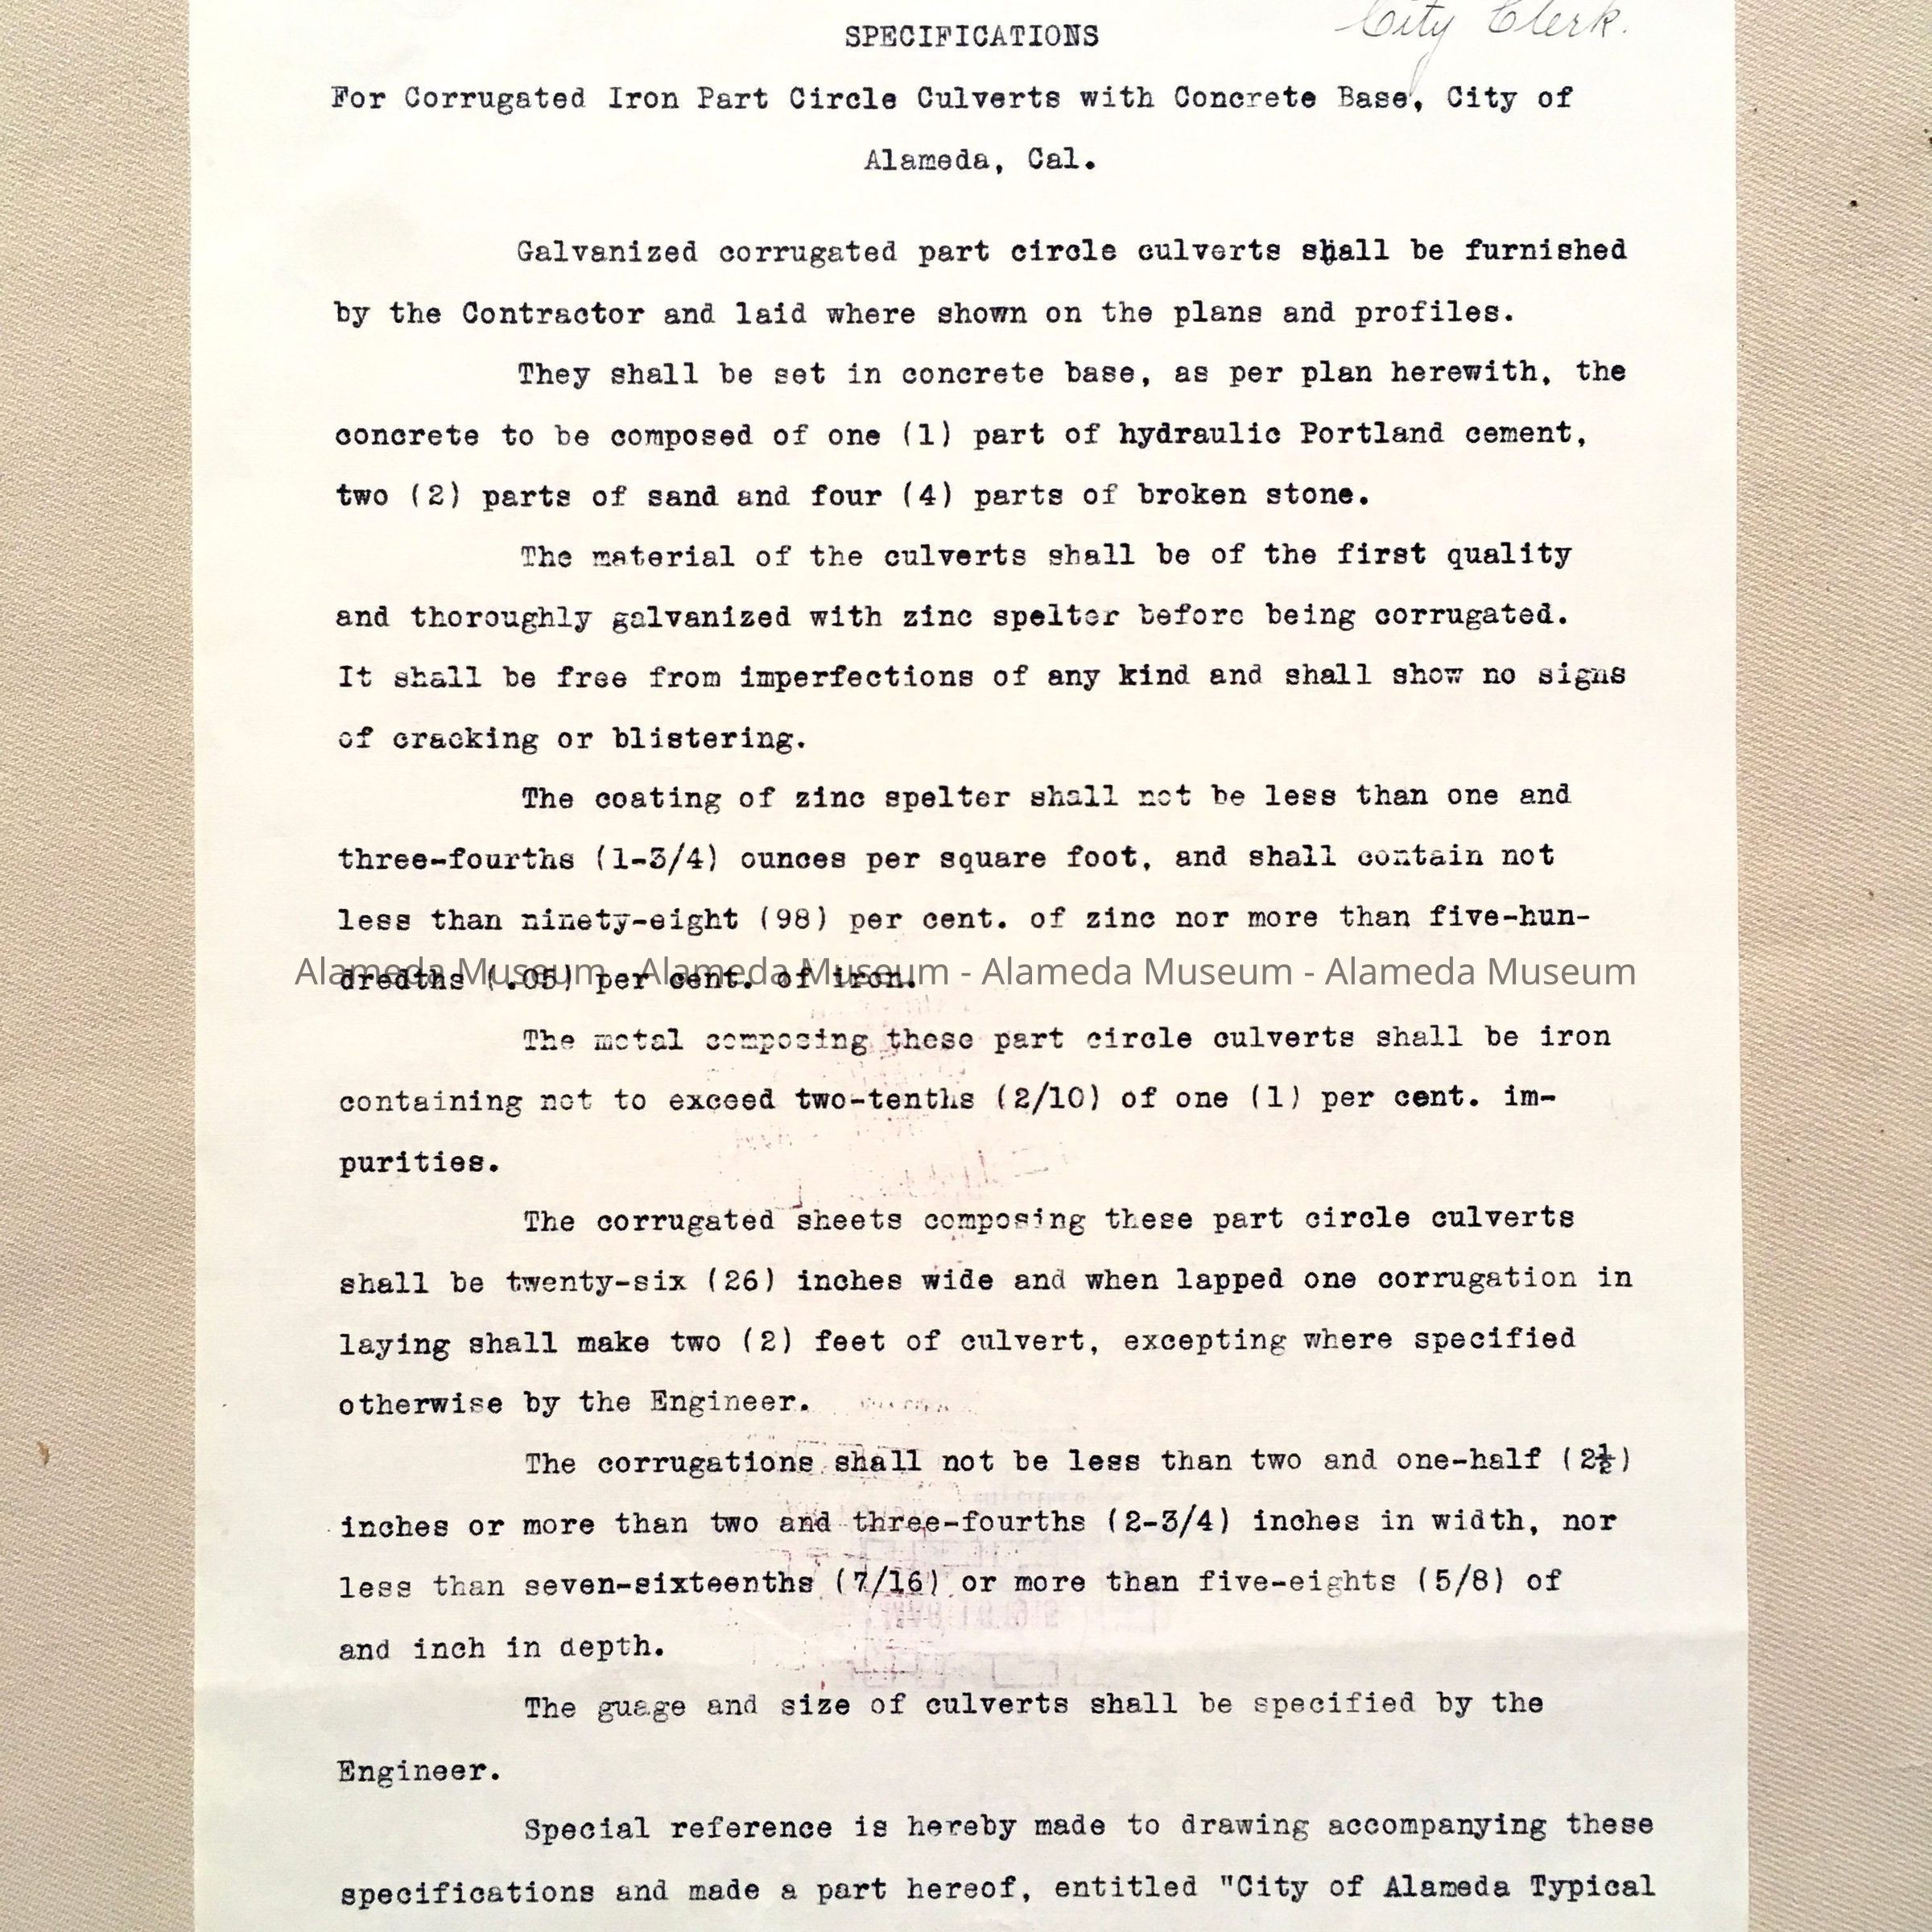 City Clerk.
SPECIFICATIONS
For Corrugated Iron Part Circle Culverts with Concrete Base, City of
Alameda, Cal.
Galvanized corrugated part circle culverts shall be furnished
by the Contractor and laid where shown on the plans and profiles.
They shall be set in concrete base, as per plan herewith, the
concrete to be composed of one (1) part of hydraulic Portland cement,
two (2) parts of sand and four (4) parts of broken stone.
The material of the culverts shall be of the first quality
and thoroughly galvanized with zinc spelter before being corrugated.
It shall be free from imperfections of any kind and shall show no signs
of cracking or blistering.
The coating of zinc spelter shall not be less than one and
three-fourths (1-3/4) ounces per square foot, and shall contain not
less than ninety-eight (98) per cent. of zinc nor more than five-hun-
dredths (.05) per cent. of iron.
Alameda Museum - Alameda Museum - Alameda Museum - Alameda Museum
The metal composing these part circle culverts shall be iron
containing not to exceed two-tenths (2/10) of one (1) per cent. im-
purities.
The corrugated sheets composing these part circle culverts
shall be twenty-six (26) inches wide and when lapped one corrugation in
laying shall make two (2) feet of culvert, excepting where specified
otherwise by the Engineer.
The corrugations shall not be less than two and one-half (2½)
inches or more than two and three-fourths (2-3/4) inches in width, nor
less than seven-sixteenths (7/16) or more than five-eights (5/8) of
and inch in depth.
The guage and size of culverts shall be specified by the
Engineer.
Special reference is hereby made to drawing accompanying these
specifications and made a part hereof, entitled "City of Alameda Typical